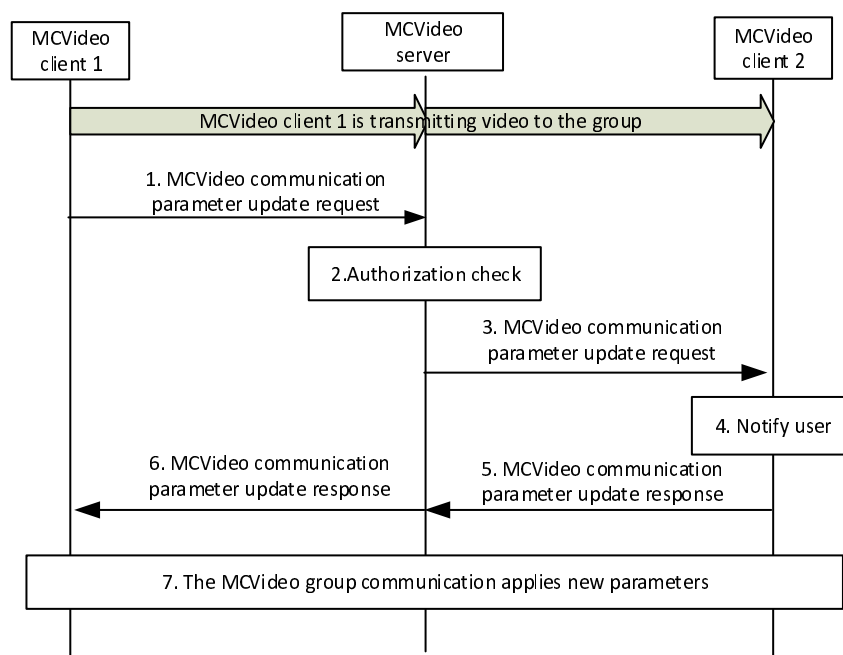 MCVideo
client 1
MCVideo
server
MCVideo
client 2
MCVideo client 1 is transmitting video to the group
1. MCVideo communication
parameter update request
2.Authorization check
3. MCVideo communication
parameter update request
4. Notify user
6. MCVideo communication
parameter update response
5. MCVideo communication
parameter update response
7. The MCVideo group communication applies new parameters